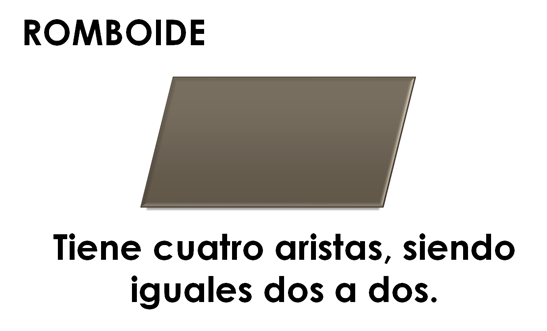 ROMBOIDE
Tiene cuatro aristas, siendo
iguales dos a dos.